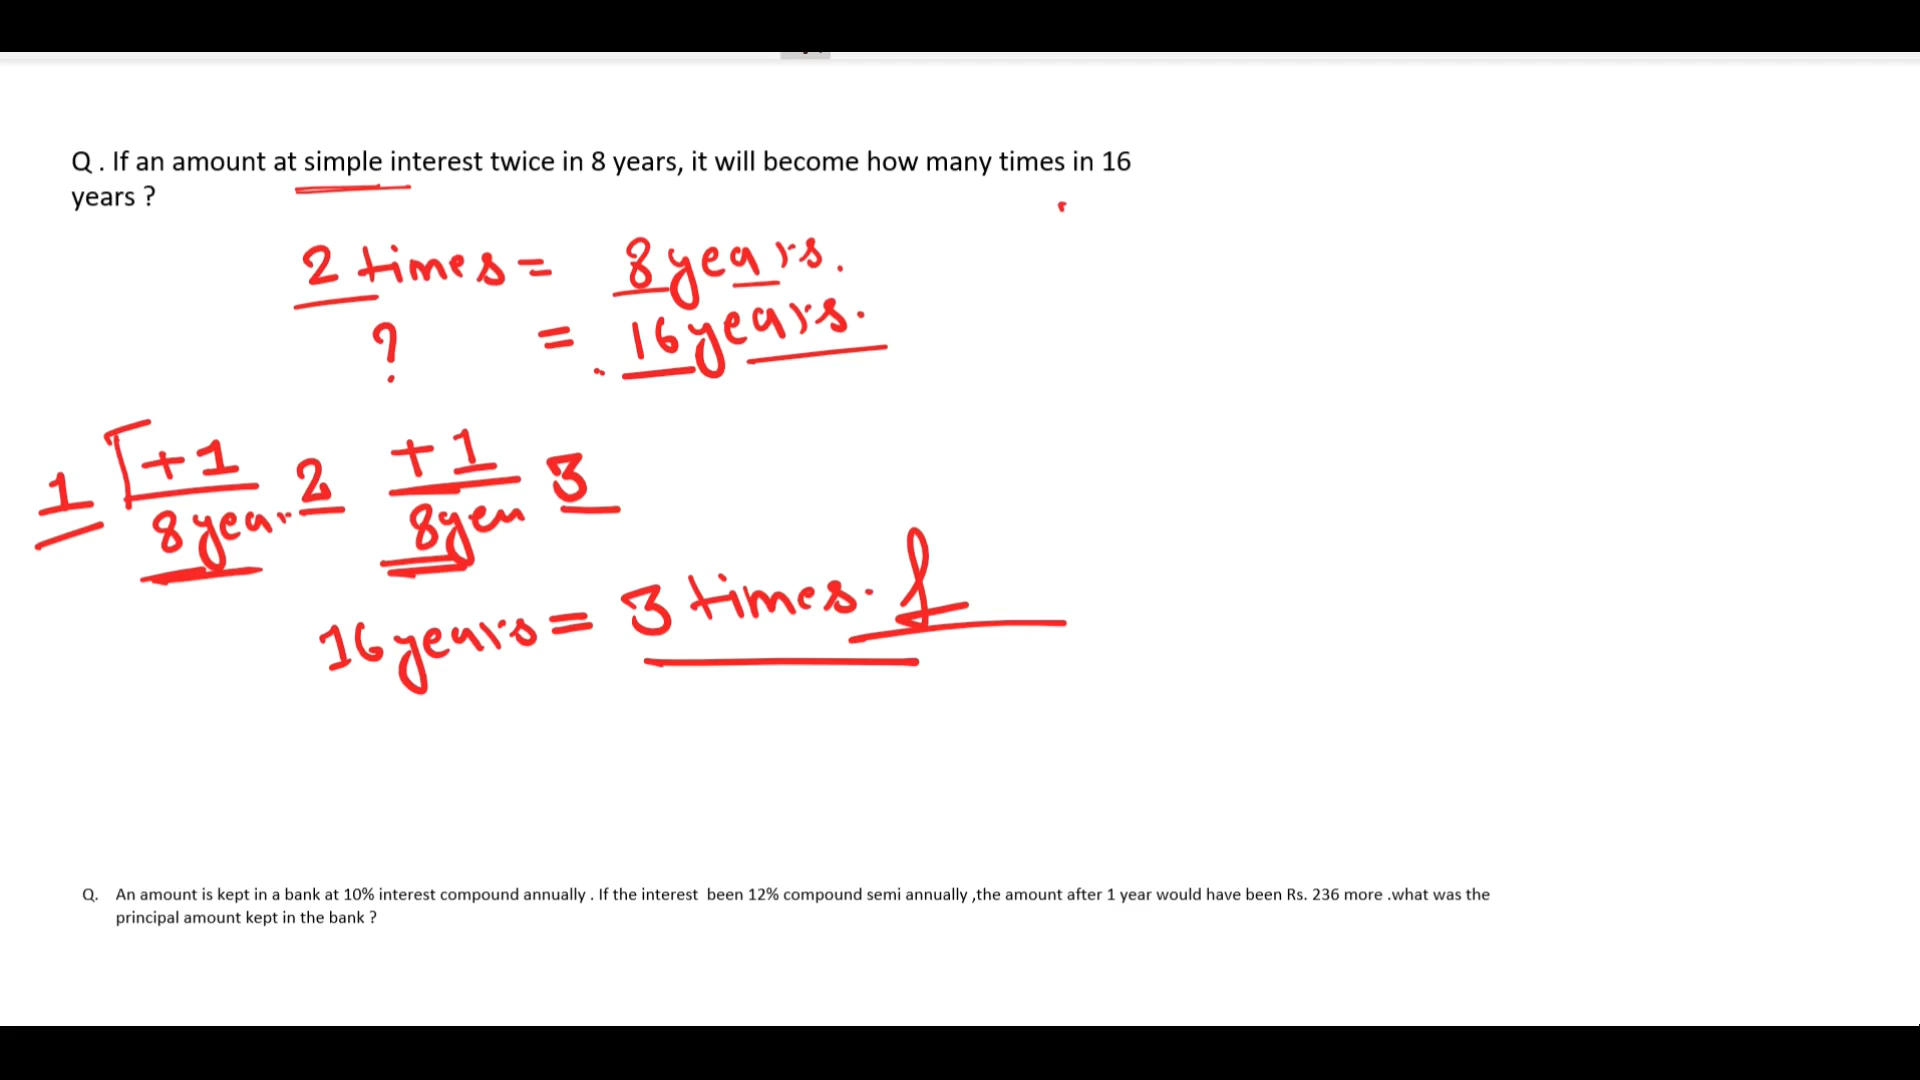 Q . If an amount at simple interest twice in 8 years, it will become how many times in 16
years ?
2 times = 8 years.
? = 16 years.
1 +1 2 +1 3
8 year 8 yea
16 years = 3 times.
Q. An amount is kept in a bank at 10% interest compound annually . If the interest been 12% compound semi annually ,the amount after 1 year would have been Rs. 236 more .what was the
principal amount kept in the bank ?